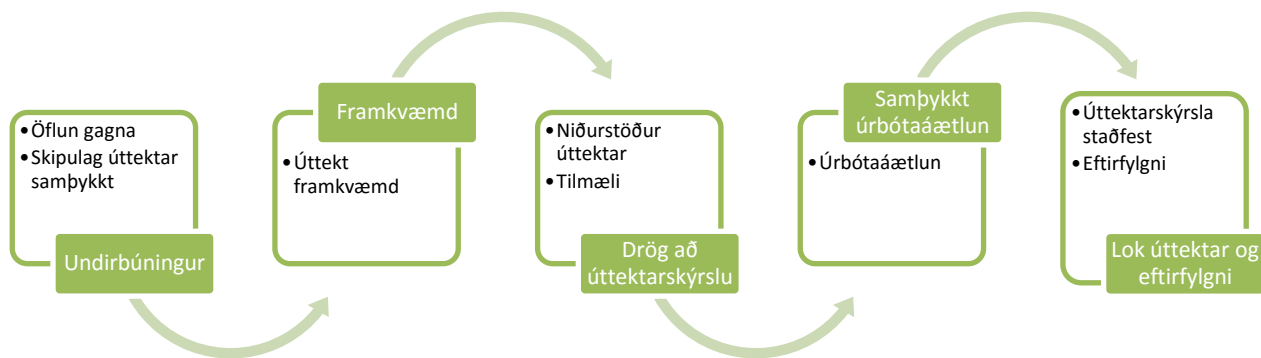 •Öflun gagna
•Skipulag úttektar
samþykkt
Undirbúningur
Framkvæmd
•Úttekt
framkvæmd
•Niðurstöður
úttektar
•Tilmæli
Drög að
úttektarskýrslu
Samþykkt
úrbótaáætlun
•Úrbótaáætlun
•Úttektarskýrsla
staðfest
•Eftirfylgni
Lok úttektar og
eftirfylgni